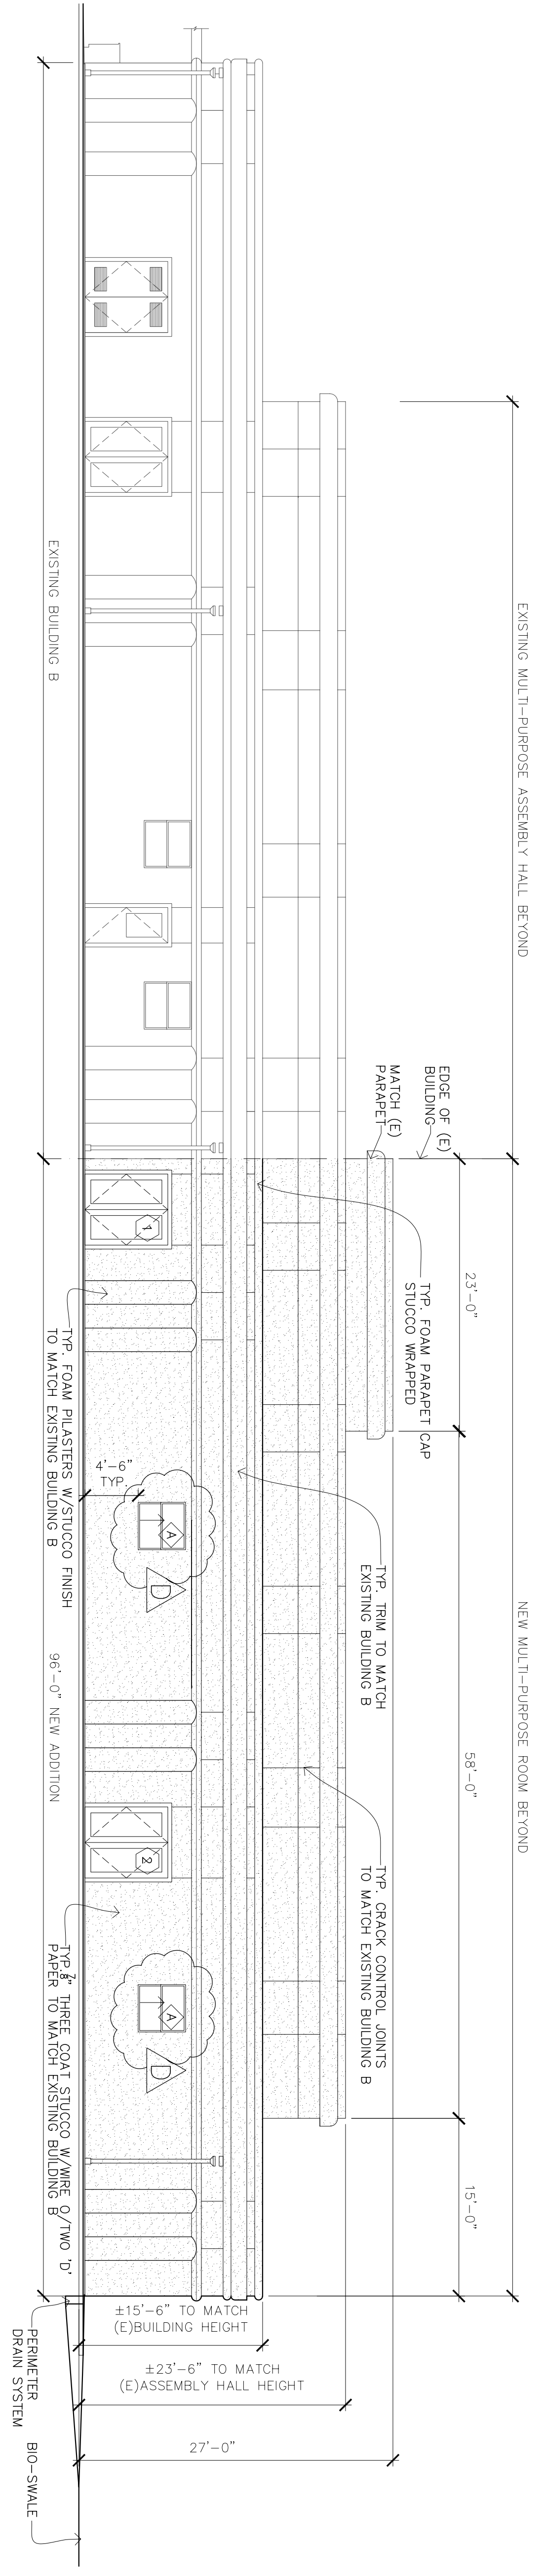 EXISTING MULTI-PURPOSE ASSEMBLY HALL BEYOND
NEW MULTI-PURPOSE ROOM BEYOND
23'-0"
58'-0"
15'-0"
EDGE OF (E)
BUILDING
MATCH (E)
PARAPET
TYP. FOAM PARAPET CAP
STUCCO WRAPPED
TYP. TRIM TO MATCH
EXISTING BUILDING B
TYP. CRACK CONTROL JOINTS
TO MATCH EXISTING BUILDING B
1
4'-6"
TYP.
A
D
2
A
D
±15'-6" TO MATCH
(E)BUILDING HEIGHT
±23'-6" TO MATCH
(E)ASSEMBLY HALL HEIGHT
27'-0"
TYP. FOAM PILASTERS W/STUCCO FINISH
TO MATCH EXISTING BUILDING B
TYP. 7/8" THREE COAT STUCCO W/WIRE O/TWO 'D'
PAPER TO MATCH EXISTING BUILDING B
EXISTING BUILDING B
96'-0" NEW ADDITION
PERIMETER
DRAIN SYSTEM
BIO-SWALE